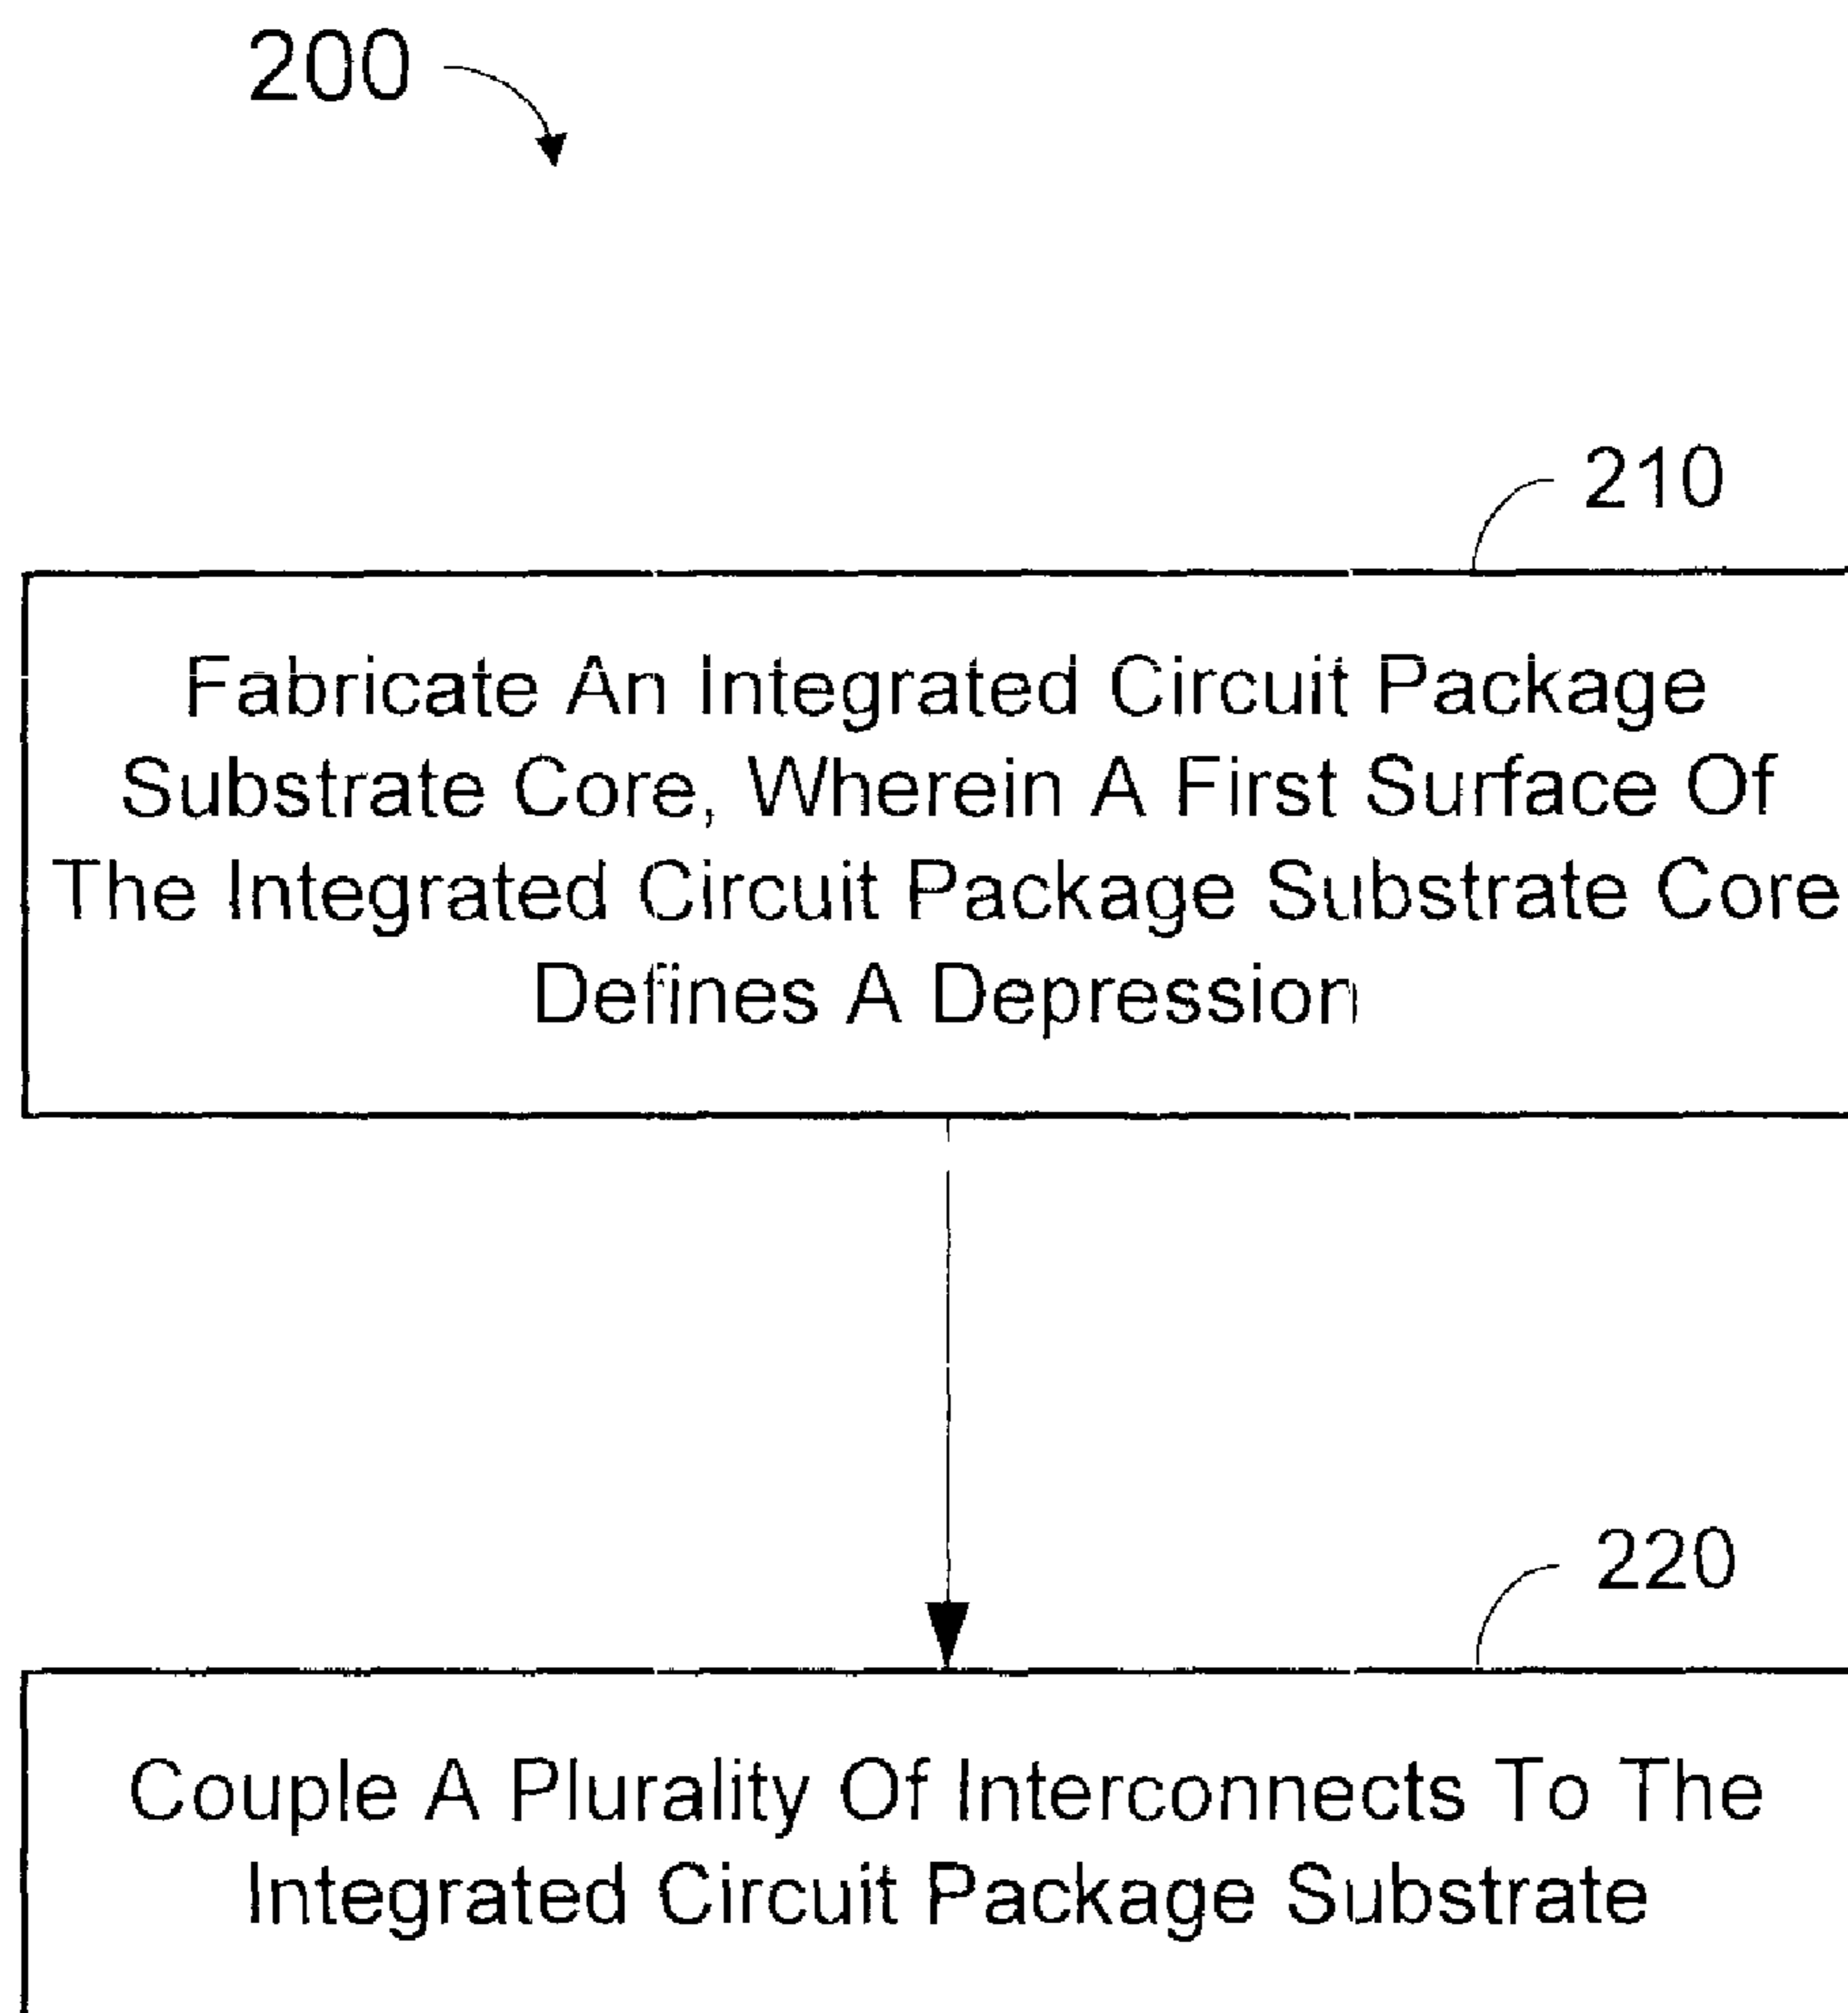 200
210
Fabricate An Integrated Circuit Package
Substrate Core, Wherein A First Surface Of
The Integrated Circuit Package Substrate Core
Defines A Depression
220
Couple A Plurality Of Interconnects To The
Integrated Circuit Package Substrate